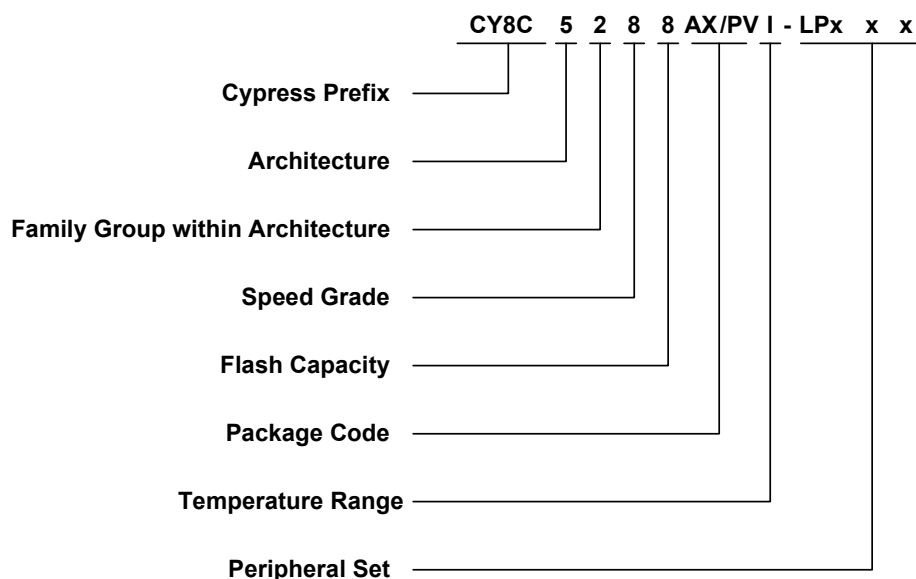 CY8C 5 2 8 8 AX/PV I - LPx x x
Cypress Prefix
Architecture
Family Group within Architecture
Speed Grade
Flash Capacity
Package Code
Temperature Range
Peripheral Set